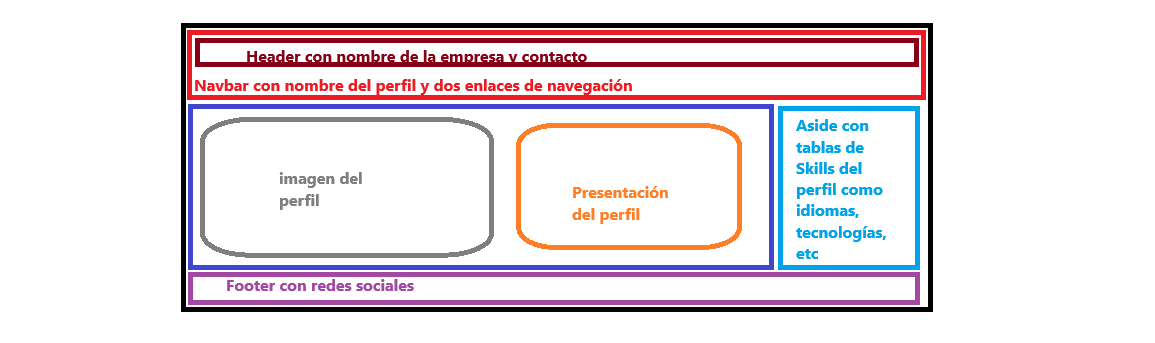 Header con nombre de la empresa y contacto
Navbar con nombre del perfil y dos enlaces de navegación
imagen del
perfil
Presentación
del perfil
Aside con
tablas de
Skills del
perfil como
idiomas,
tecnologías,
etc
Footer con redes sociales